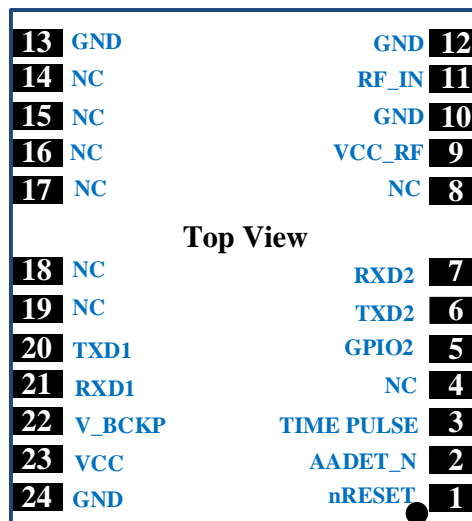 13 GND GND 12
14 NC RF_IN 11
15 NC GND 10
16 NC VCC_RF 9
17 NC NC 8
Top View
18 NC RXD2 7
19 NC TXD2 6
20 TXD1 GPIO2 5
21 RXD1 NC 4
22 V_BCKP TIME PULSE 3
23 VCC AADET_N 2
24 GND nRESET 1